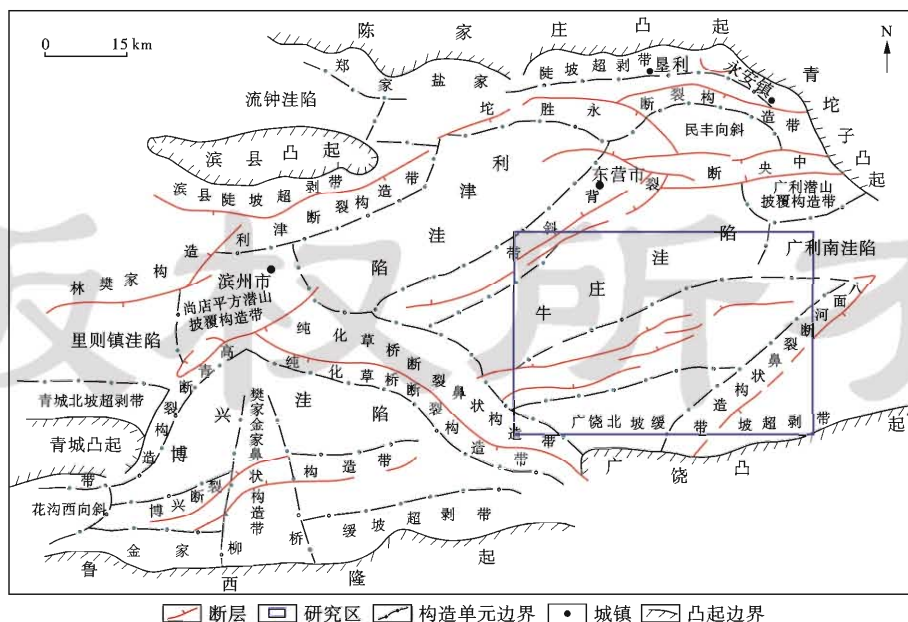 陈家庄凸起
N
0 15 km
郑家
盐家
陡坡超剥带
垦利
永安镇
青坨子凸起
流钟洼陷
坨胜永断裂构造带
民丰向斜
滨县凸起
利津洼陷
东营市
中央断裂背斜带
滨县陡坡超剥带
利津断裂构造带
广利潜山
披覆构造带
广利南洼陷
林樊家构造
滨州市
尚店平方潜山
披覆构造带
牛庄洼陷
八面河断裂鼻状构造带
里则镇洼陷
纯化草桥断裂鼻状构造带
纯化草桥断裂构造带
青城北坡超剥带
高青断裂构造带
博兴洼陷
樊家金家鼻状构造带
广饶北坡缓坡超剥带
青城凸起
广饶凸起
花沟西向斜
带
博兴断裂构造带
金家柳桥缓坡超剥带
鲁西隆起
断层 研究区 构造单元边界 城镇 凸起边界
版权所有